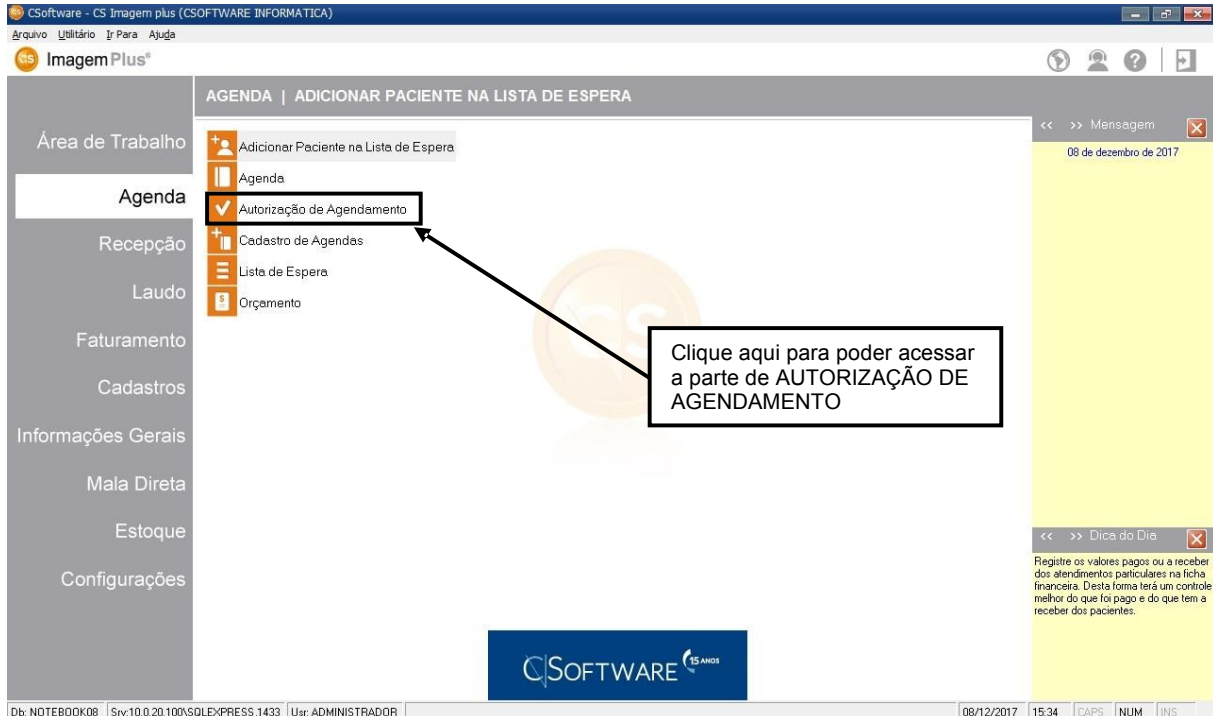 CSoftware - CS Imagem plus (CSOFTWARE INFORMATICA)
Arquivo Utilitário Ir Para Ajuda
CS ImagemPlus®
AGENDA | ADICIONAR PACIENTE NA LISTA DE ESPERA
Área de Trabalho
Agenda
Recepção
Laudo
Faturamento
Cadastros
Informações Gerais
Mala Direta
Estoque
Configurações
Adicionar Paciente na Lista de Espera
Agenda
Autorização de Agendamento
Cadastro de Agendas
Lista de Espera
Orçamento
CS
Clique aqui para poder acessar
a parte de AUTORIZAÇÃO DE
AGENDAMENTO
<< >> Mensagem
08 de dezembro de 2017
<< >> Dica do Dia
Registre os valores pagos ou a receber
dos atendimentos particulares na ficha
financeira. Desta forma terá um controle
melhor do que foi pago e do que tem a
receber dos pacientes.
CSOFTWARE 15 ANOS
Db: NOTEBOOK08 Srv:10.0.20.100\SQLEXPRESS,1433 Usr: ADMINISTRADOR 08/12/2017 15:34 CAPS NUM INS